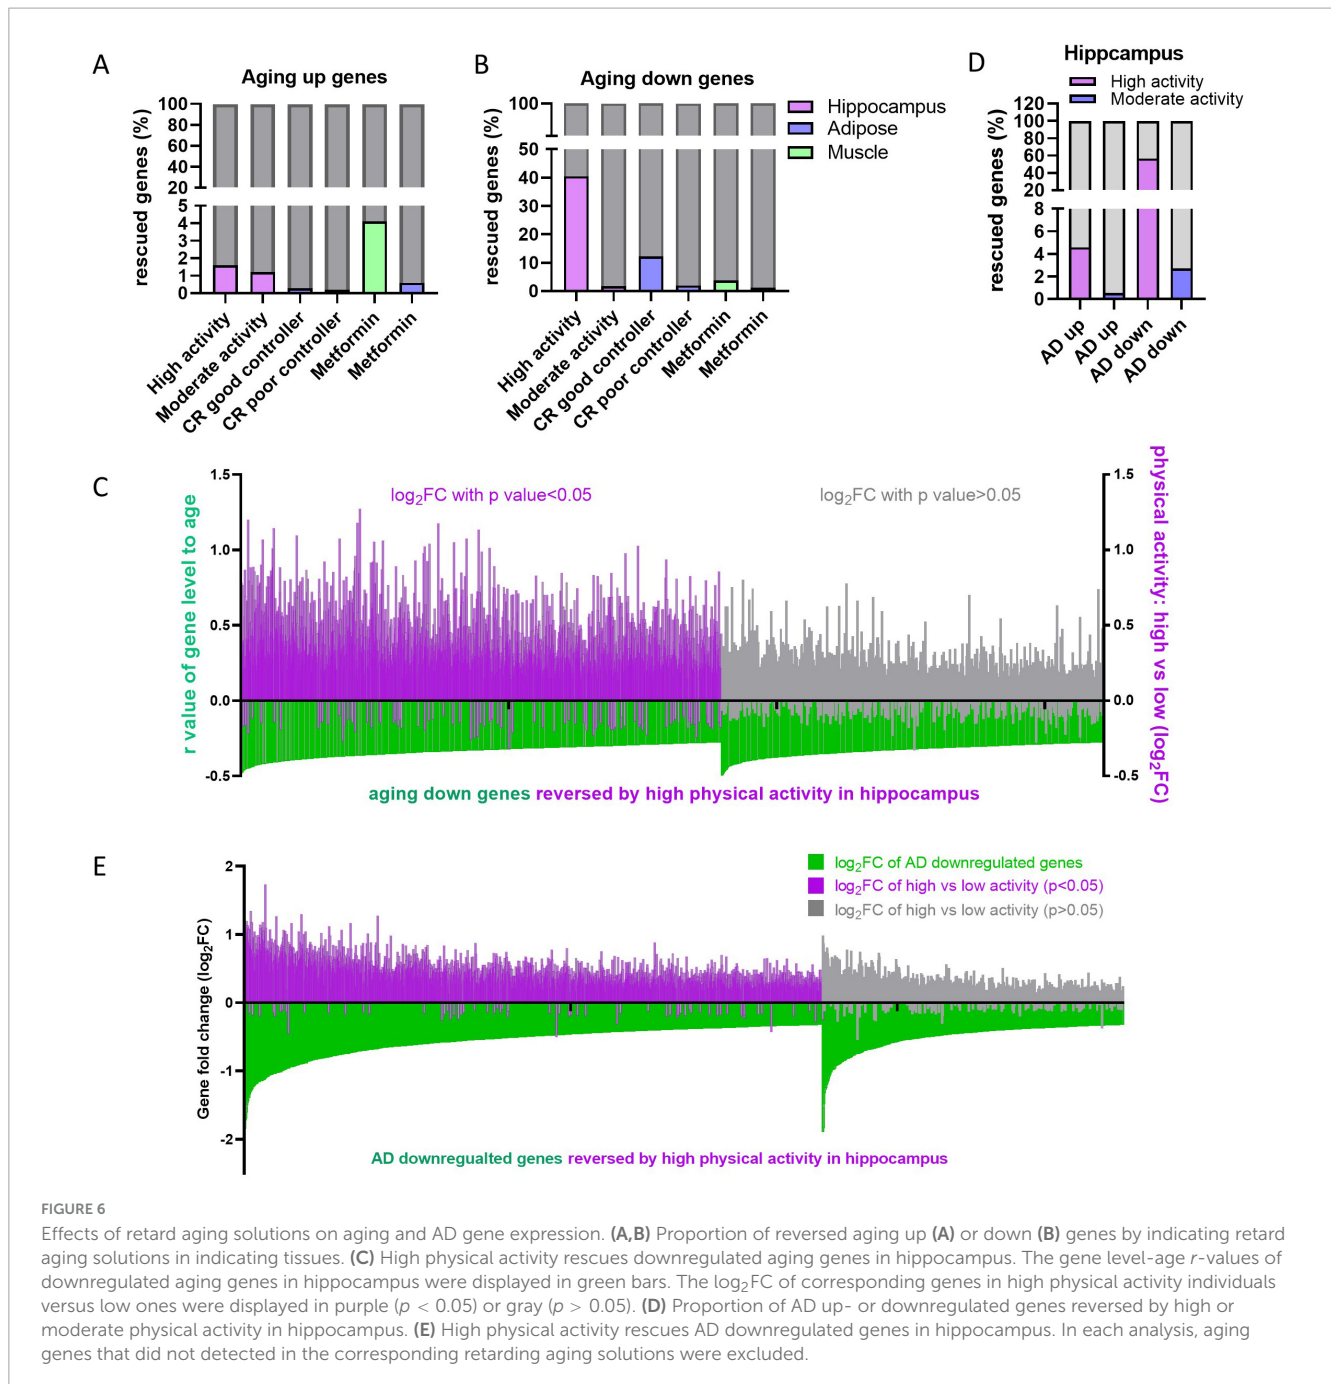 A
Aging up genes
rescued genes (%)
100
80
60
40
20
5
4
3
2
1
0
High activity
Moderate activity
CR good controller
CR poor controller
Metformin
Metformin
B
Aging down genes
rescued genes (%)
100
50
40
30
20
10
0
High activity
Moderate activity
CR good controller
CR poor controller
Metformin
Metformin
Hippocampus
Adipose
Muscle
D
Hippcampus
High activity
Moderate activity
rescued genes (%)
120
100
80
60
40
20
8
6
4
2
0
AD up
AD up
AD down
AD down
C
r value of gene level to age
1.5
1.0
0.5
0.0
-0.5
log2FC with p value<0.05
log2FC with p value>0.05
1.5
1.0
0.5
0.0
-0.5
physical activity: high vs low (log2FC)
aging down genes reversed by high physical activity in hippocampus
E
Gene fold change (log2FC)
2
1
0
-1
-2
log2FC of AD downregulated genes
log2FC of high vs low activity (p<0.05)
log2FC of high vs low activity (p>0.05)
AD downregualted genes reversed by high physical activity in hippocampus
FIGURE 6
Effects of retard aging solutions on aging and AD gene expression. (A,B) Proportion of reversed aging up (A) or down (B) genes by indicating retard
aging solutions in indicating tissues. (C) High physical activity rescues downregulated aging genes in hippocampus. The gene level-age r-values of
downregulated aging genes in hippocampus were displayed in green bars. The log2FC of corresponding genes in high physical activity individuals
versus low ones were displayed in purple (p < 0.05) or gray (p > 0.05). (D) Proportion of AD up- or downregulated genes reversed by high or
moderate physical activity in hippocampus. (E) High physical activity rescues AD downregulated genes in hippocampus. In each analysis, aging
genes that did not detected in the corresponding retarding aging solutions were excluded.